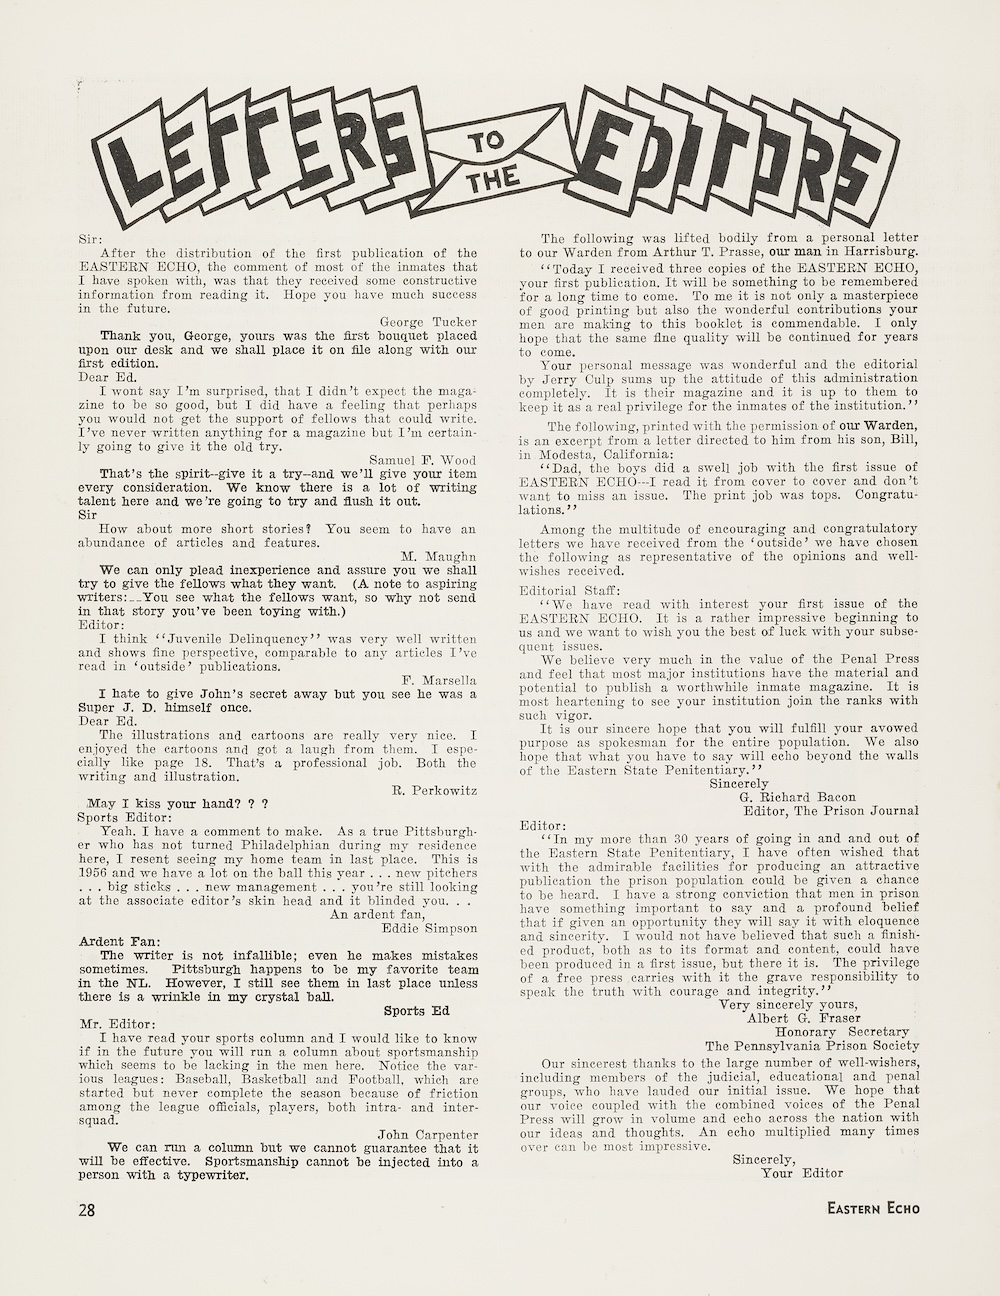 LETTERS TO THE EDITORS
Sir:
After the distribution of the first publication of the
EASTERN ECHO, the comment of most of the inmates that
I have spoken with, was that they received some constructive
information from reading it. Hope you have much success
in the future.
George Tucker
Thank you, George, yours was the first bouquet placed
upon our desk and we shall place it on file along with our
first edition.
Dear Ed.
I wont say I'm surprised, that I didn't expect the maga-
zine to be so good, but I did have a feeling that perhaps
you would not get the support of fellows that could write.
I've never written anything for a magazine but I'm certain-
ly going to give it the old try.
Samuel F. Wood
That's the spirit--give it a try--and we'll give your item
every consideration. We know there is a lot of writing
talent here and we're going to try and flush it out.
Sir
How about more short stories? You seem to have an
abundance of articles and features.
M. Maughn
We can only plead inexperience and assure you we shall
try to give the fellows what they want. (A note to aspiring
writers:__You see what the fellows want, so why not send
in that story you've been toying with.)
Editor:
I think ''Juvenile Delinquency'' was very well written
and shows fine perspective, comparable to any articles I've
read in 'outside' publications.
F. Marsella
I hate to give John's secret away but you see he was a
Super J. D. himself once.
Dear Ed.
The illustrations and cartoons are really very nice. I
enjoyed the cartoons and got a laugh from them. I espe-
cially like page 18. That's a professional job. Both the
writing and illustration.
R. Perkowitz
May I kiss your hand? ? ?
Sports Editor:
Yeah. I have a comment to make. As a true Pittsburgh-
er who has not turned Philadelphian during my residence
here, I resent seeing my home team in last place. This is
1956 and we have a lot on the ball this year . . . new pitchers
. . . big sticks . . . new management . . . you're still looking
at the associate editor's skin head and it blinded you. . .
An ardent fan,
Eddie Simpson
Ardent Fan:
The writer is not infallible; even he makes mistakes
sometimes. Pittsburgh happens to be my favorite team
in the NL. However, I still see them in last place unless
there is a wrinkle in my crystal ball.
Sports Ed
Mr. Editor:
I have read your sports column and I would like to know
if in the future you will run a column about sportsmanship
which seems to be lacking in the men here. Notice the var-
ious leagues: Baseball, Basketball and Football, which are
started but never complete the season because of friction
among the league officials, players, both intra- and inter-
squad.
John Carpenter
We can run a column but we cannot guarantee that it
will be effective. Sportsmanship cannot be injected into a
person with a typewriter.
The following was lifted bodily from a personal letter
to our Warden from Arthur T. Prasse, our man in Harrisburg.
''Today I received three copies of the EASTERN ECHO,
your first publication. It will be something to be remembered
for a long time to come. To me it is not only a masterpiece
of good printing but also the wonderful contributions your
men are making to this booklet is commendable. I only
hope that the same fine quality will be continued for years
to come.
Your personal message was wonderful and the editorial
by Jerry Culp sums up the attitude of this administration
completely. It is their magazine and it is up to them to
keep it as a real privilege for the inmates of the institution.''
The following, printed with the permission of our Warden,
is an excerpt from a letter directed to him from his son, Bill,
in Modesta, California:
''Dad, the boys did a swell job with the first issue of
EASTERN ECHO---I read it from cover to cover and don't
want to miss an issue. The print job was tops. Congratu-
lations.''
Among the multitude of encouraging and congratulatory
letters we have received from the 'outside' we have chosen
the following as representative of the opinions and well-
wishes received.
Editorial Staff:
''We have read with interest your first issue of the
EASTERN ECHO. It is a rather impressive beginning to
us and we want to wish you the best of luck with your subse-
quent issues.
We believe very much in the value of the Penal Press
and feel that most major institutions have the material and
potential to publish a worthwhile inmate magazine. It is
most heartening to see your institution join the ranks with
such vigor.
It is our sincere hope that you will fulfill your avowed
purpose as spokesman for the entire population. We also
hope that what you have to say will echo beyond the walls
of the Eastern State Penitentiary.''
Sincerely
G. Richard Bacon
Editor, The Prison Journal
Editor:
''In my more than 30 years of going in and and out of
the Eastern State Penitentiary, I have often wished that
with the admirable facilities for producing an attractive
publication the prison population could be given a chance
to be heard. I have a strong conviction that men in prison
have something important to say and a profound belief
that if given an opportunity they will say it with eloquence
and sincerity. I would not have believed that such a finish-
ed product, both as to its format and content, could have
been produced in a first issue, but there it is. The privilege
of a free press carries with it the grave responsibility to
speak the truth with courage and integrity.''
Very sincerely yours,
Albert G. Fraser
Honorary Secretary
The Pennsylvania Prison Society
Our sincerest thanks to the large number of well-wishers,
including members of the judicial, educational and penal
groups, who have lauded our initial issue. We hope that
our voice coupled with the combined voices of the Penal
Press will grow in volume and echo across the nation with
our ideas and thoughts. An echo multiplied many times
over can be most impressive.
Sincerely,
Your Editor
28
EASTERN ECHO